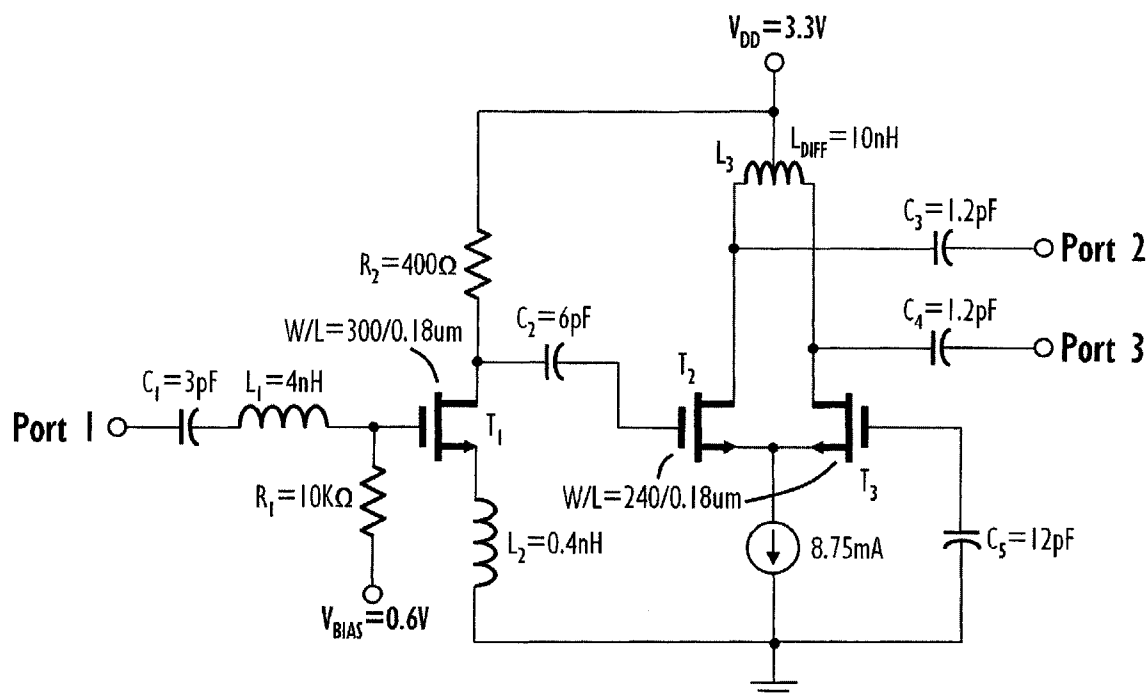 V_DD=3.3V
L_3
L_DIFF=10nH
C_3=1.2pF
Port 2
R_2=400Ω
C_2=6pF
W/L=300/0.18um
C_4=1.2pF
Port 3
C_1=3pF
L_1=4nH
T_2
Port 1
T_1
R_1=10KΩ
W/L=240/0.18um
T_3
L_2=0.4nH
8.75mA
C_5=12pF
V_BIAS=0.6V